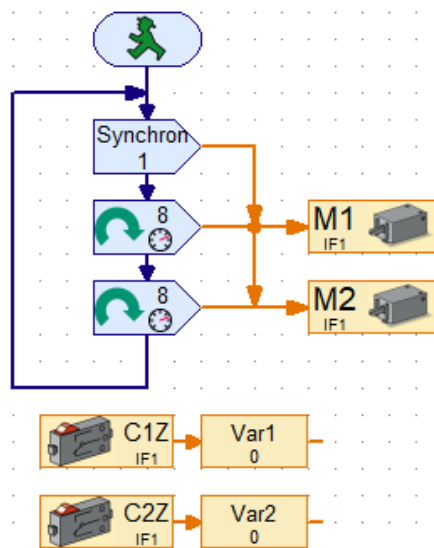 Synchron
1
8
M1
IF1
8
M2
IF1
C1Z
IF1
Var1
0
C2Z
IF1
Var2
0